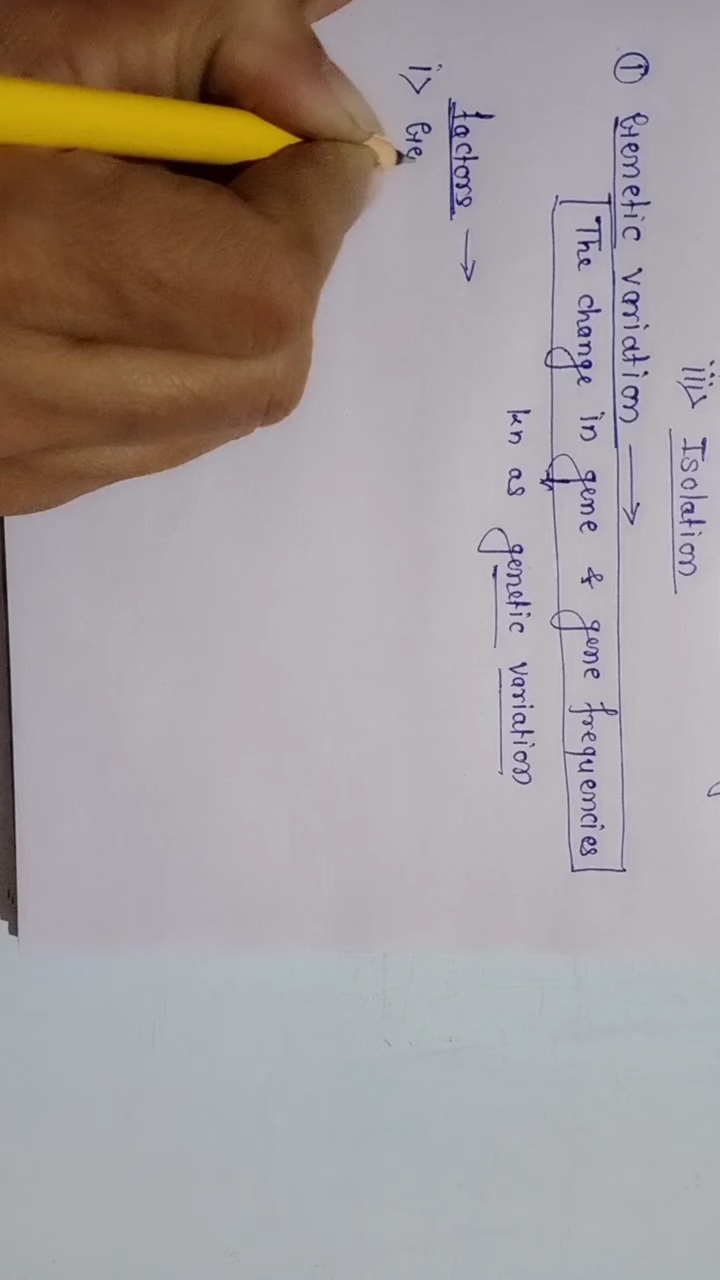 iii> Isolation
① Genetic variation →
The change in gene & gene frequencies
kn as genetic variation
factors →
i> Ge